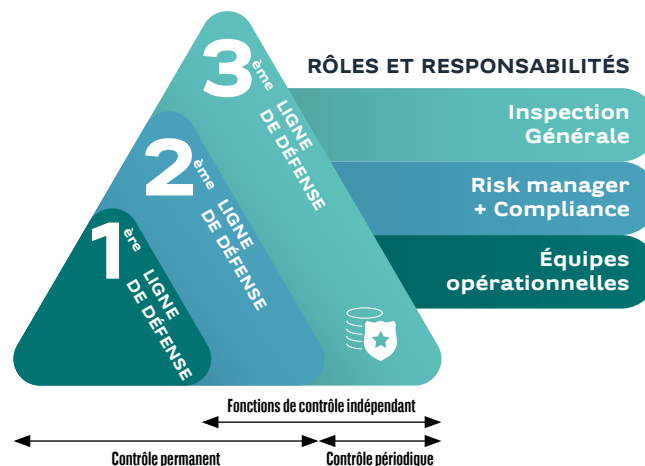 RÔLES ET RESPONSABILITÉS
3ème LIGNE
DE DÉFENSE
Inspection
Générale
2ème LIGNE
DE DÉFENSE
Risk manager
+ Compliance
1ère LIGNE
DE DÉFENSE
Équipes
opérationnelles
Fonctions de contrôle indépendant
Contrôle permanent
Contrôle périodique